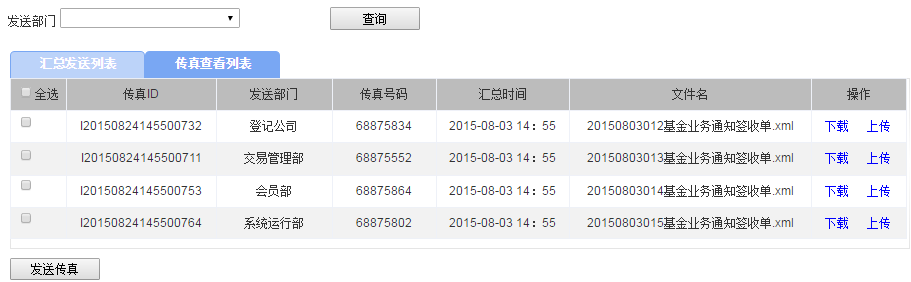 发送部门 查询
汇总发送列表 传真查看列表
全选 传真ID 发送部门 传真号码 汇总时间 文件名 操作
I20150824145500732 登记公司 68875834 2015-08-03 14：55 20150803012基金业务通知签收单.xml 下载 上传
I20150824145500711 交易管理部 68875552 2015-08-03 14：55 20150803013基金业务通知签收单.xml 下载 上传
I20150824145500753 会员部 68875864 2015-08-03 14：55 20150803014基金业务通知签收单.xml 下载 上传
I20150824145500764 系统运行部 68875802 2015-08-03 14：55 20150803015基金业务通知签收单.xml 下载 上传
发送传真